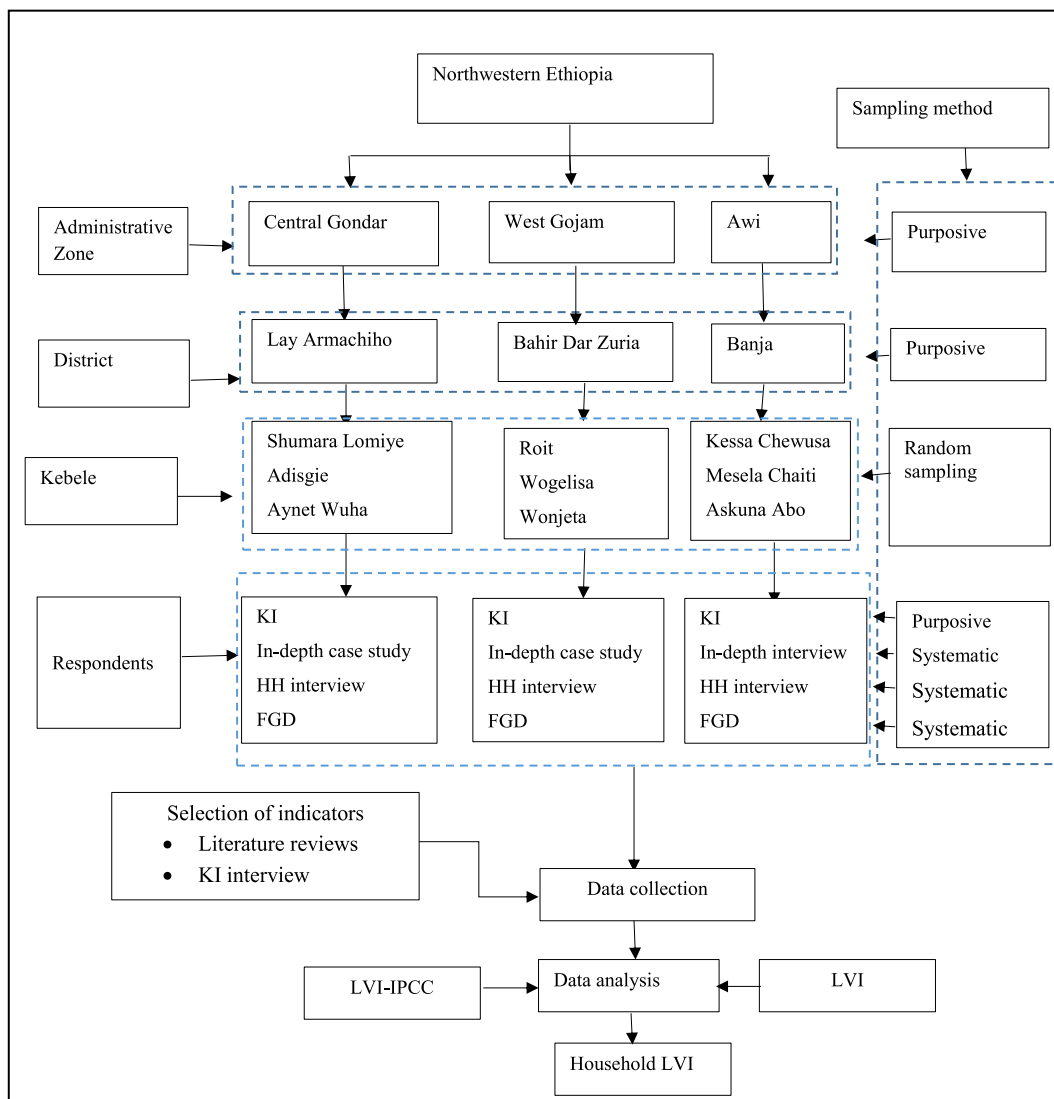 Northwestern Ethiopia
Sampling method
Administrative
Zone
Central Gondar
West Gojam
Awi
Purposive
District
Lay Armachiho
Bahir Dar Zuria
Banja
Purposive
Kebele
Shumara Lomiye
Adisgie
Aynet Wuha
Roit
Wogelisa
Wonjeta
Kessa Chewusa
Mesela Chaiti
Askuna Abo
Random
sampling
Respondents
KI
In-depth case study
HH interview
FGD
KI
In-depth case study
HH interview
FGD
KI
In-depth interview
HH interview
FGD
Purposive
Systematic
Systematic
Systematic
Selection of indicators
• Literature reviews
• KI interview
Data collection
LVI-IPCC
Data analysis
LVI
Household LVI